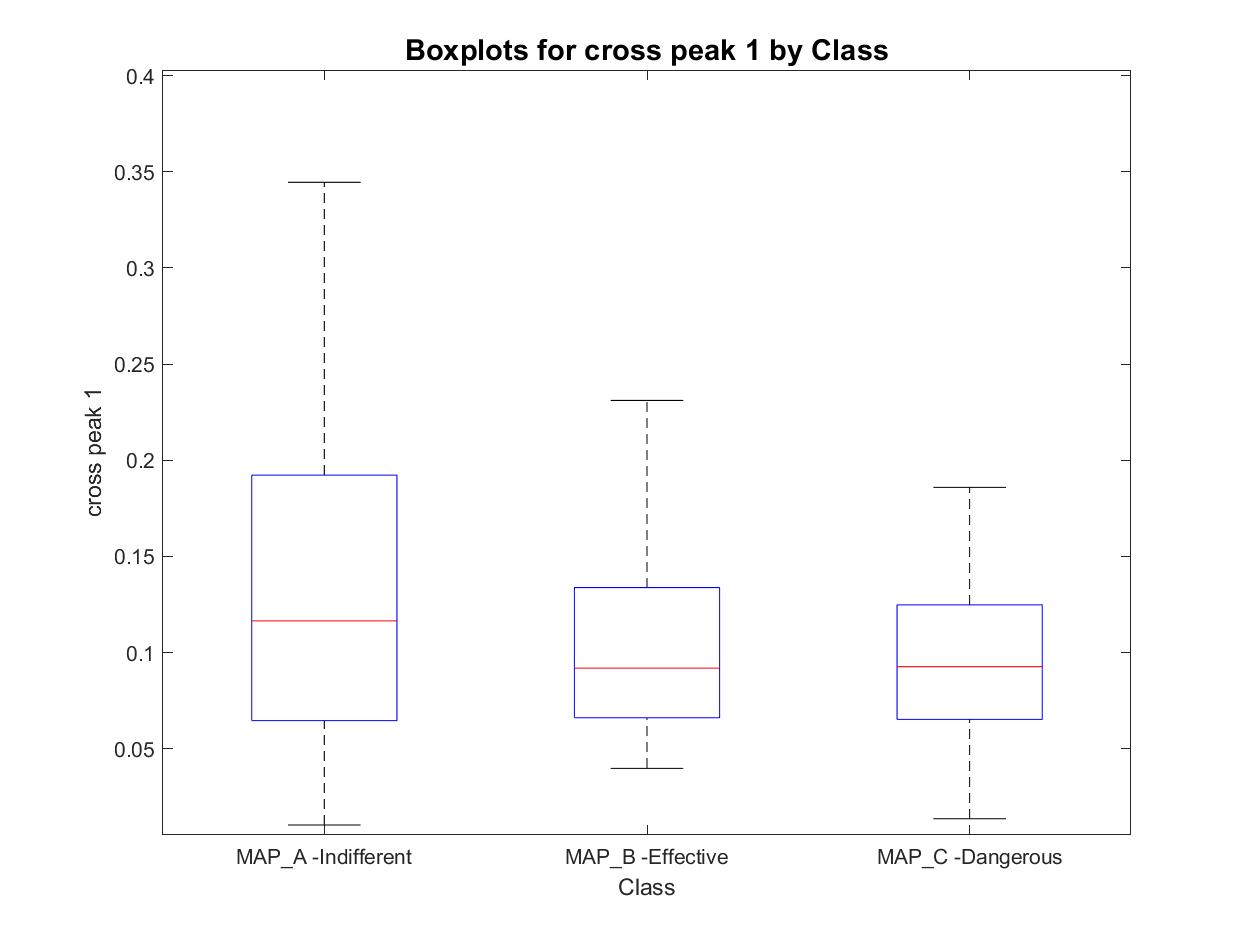 Boxplots for cross peak 1 by Class
0.4
0.35
0.3
0.25
0.2
0.15
0.1
0.05
cross peak 1
MAP_A -Indifferent
MAP_B -Effective
MAP_C -Dangerous
Class